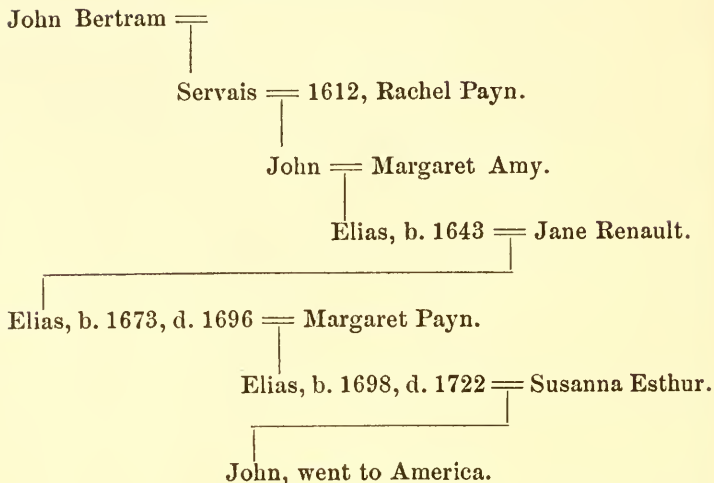 John Bertram =
Servais = 1612, Rachel Payn.
John = Margaret Amy.
Elias, b. 1643 = Jane Renault.
Elias, b. 1673, d. 1696 = Margaret Payn.
Elias, b. 1698, d. 1722 = Susanna Esthur.
John, went to America.